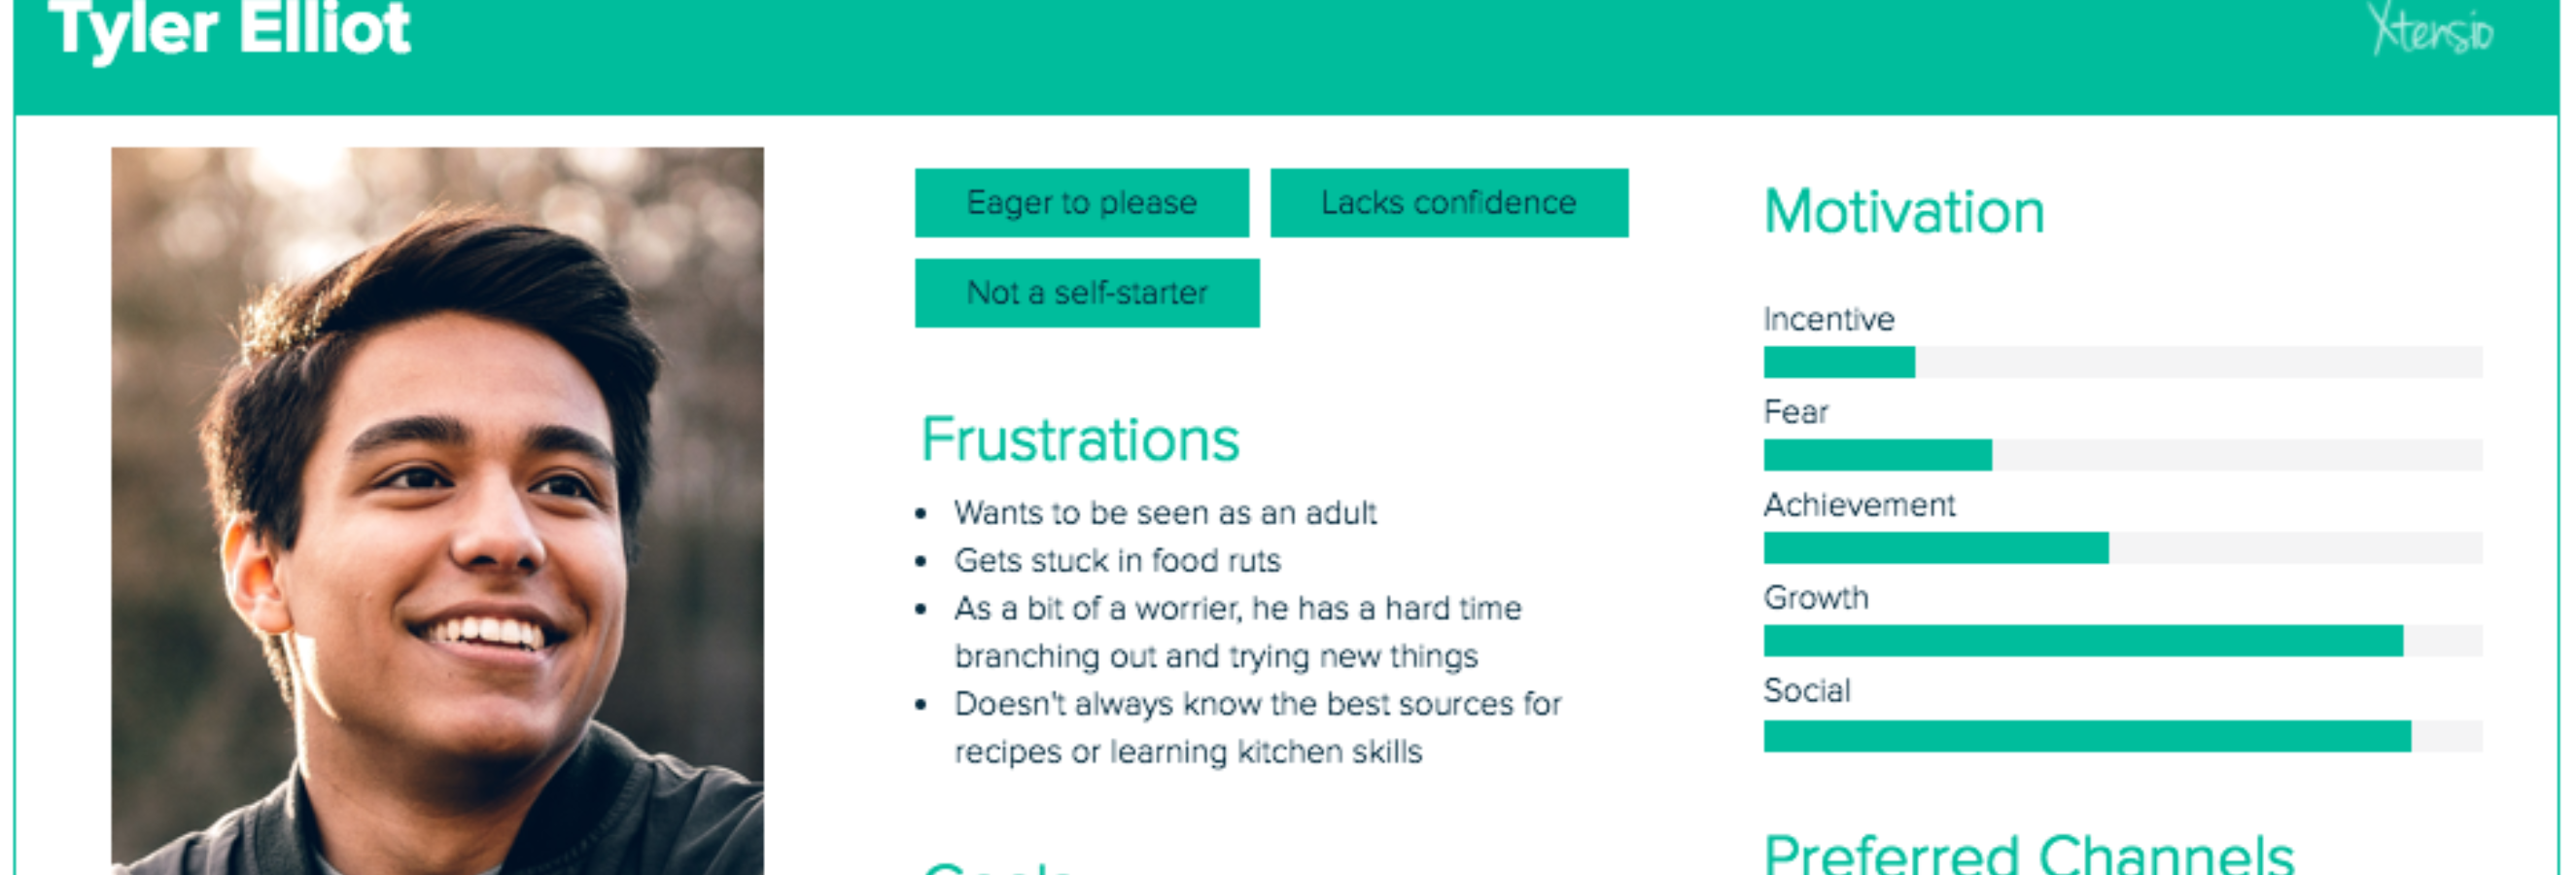 Tyler Elliot
Xtensio
Eager to please
Lacks confidence
Not a self-starter
Frustrations
Wants to be seen as an adult
Gets stuck in food ruts
As a bit of a worrier, he has a hard time
branching out and trying new things
Doesn't always know the best sources for
recipes or learning kitchen skills
Goals
Motivation
Incentive
Fear
Achievement
Growth
Social
Preferred Channels